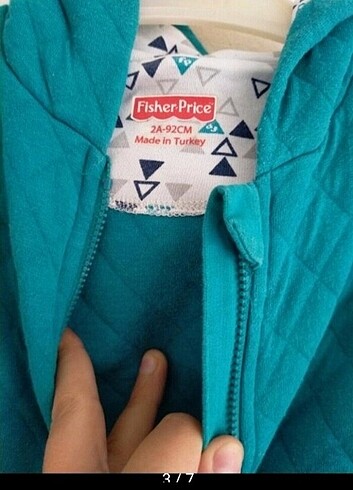 Fisher-Price
2A-92CM
Made in Turkey
3 / 7